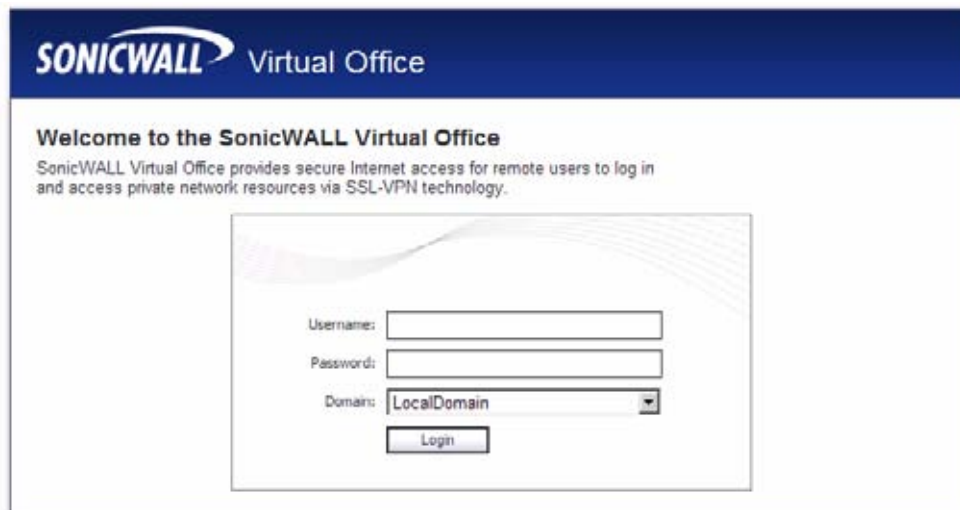 SONICWALL Virtual Office
Welcome to the SonicWALL Virtual Office
SonicWALL Virtual Office provides secure Internet access for remote users to log in
and access private network resources via SSL-VPN technology.
Username:
Password:
Domain: LocalDomain
Login